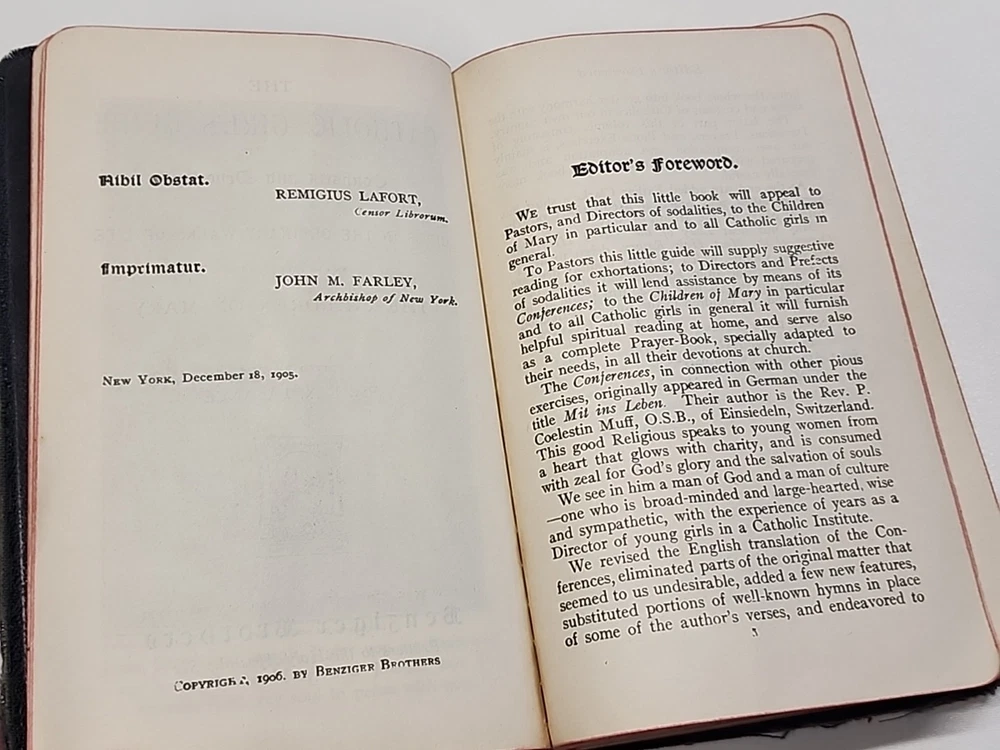 Nihil Obstat.
REMIGIUS LAFORT,
Censor Librorum.
Imprimatur.
JOHN M. FARLEY,
Archbishop of New York.
NEW YORK, December 18, 1905.
COPYRIGHT, 1906. BY BENZIGER BROTHERS
Editor's Foreword.
WE trust that this little book will appeal to
Pastors, and Directors of sodalities, to the Children
of Mary in particular and to all Catholic girls in
general.
To Pastors this little guide will supply suggestive
reading for exhortations; to Directors and Prefects
of sodalities it will lend assistance by means of its
Conferences; to the Children of Mary in particular
and to all Catholic girls in general it will furnish
helpful spiritual reading at home, and serve also
as a complete Prayer-Book, specially adapted to
their needs, in all their devotions at church.
The Conferences, in connection with other pious
exercises, originally appeared in German under the
title Mit ins Leben. Their author is the Rev. P.
Coelestin Muff, O.S.B., of Einsiedeln, Switzerland.
This good Religious speaks to young women from
a heart that glows with charity, and is consumed
with zeal for God's glory and the salvation of souls
We see in him a man of God and a man of culture
—one who is broad-minded and large-hearted, wise
and sympathetic, with the experience of years as a
Director of young girls in a Catholic Institute.
We revised the English translation of the Con-
ferences, eliminated parts of the original matter that
seemed to us undesirable, added a few new features,
substituted portions of well-known hymns in place
of some of the author's verses, and endeavored to